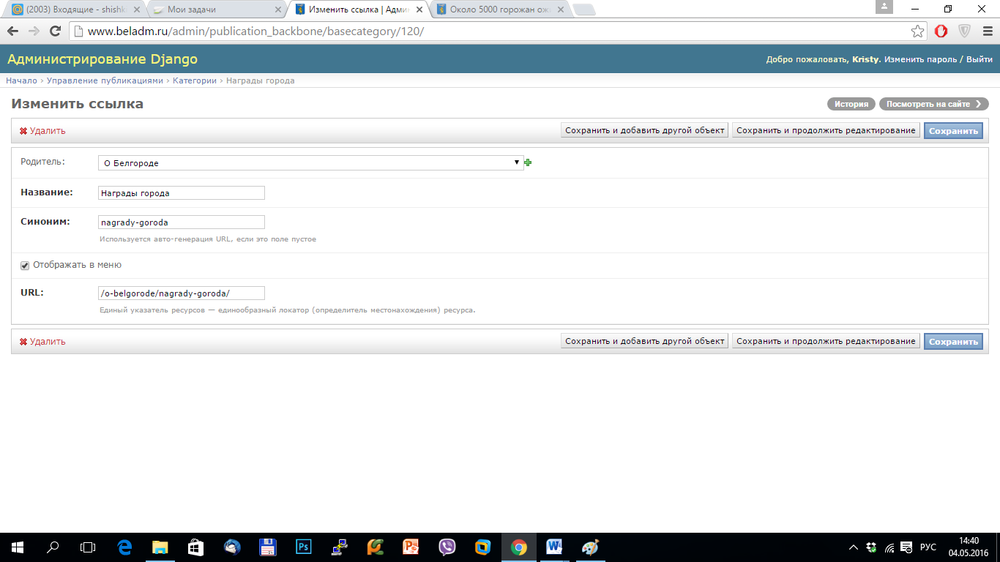 (2003) Входящие - shishk
Мои задачи
Изменить ссылка | Админ
Около 5000 горожан ож
www.beladm.ru/admin/publication_backbone/basecategory/120/
Администрирование Django
Добро пожаловать, Kristy. Изменить пароль / Выйти
Начало › Управление публикациями › Категории › Награды города
Изменить ссылка
История
Посмотреть на сайте
Удалить
Сохранить и добавить другой объект
Сохранить и продолжить редактирование
Сохранить
Родитель:
О Белгороде
Название:
Награды города
Синоним:
nagrady-goroda
Используется авто-генерация URL, если это поле пустое
Отображать в меню
URL:
/o-belgorode/nagrady-goroda/
Единый указатель ресурсов — единообразный локатор (определитель местонахождения) ресурса.
Удалить
Сохранить и добавить другой объект
Сохранить и продолжить редактирование
Сохранить
Ps
РУС
14:40
04.05.2016